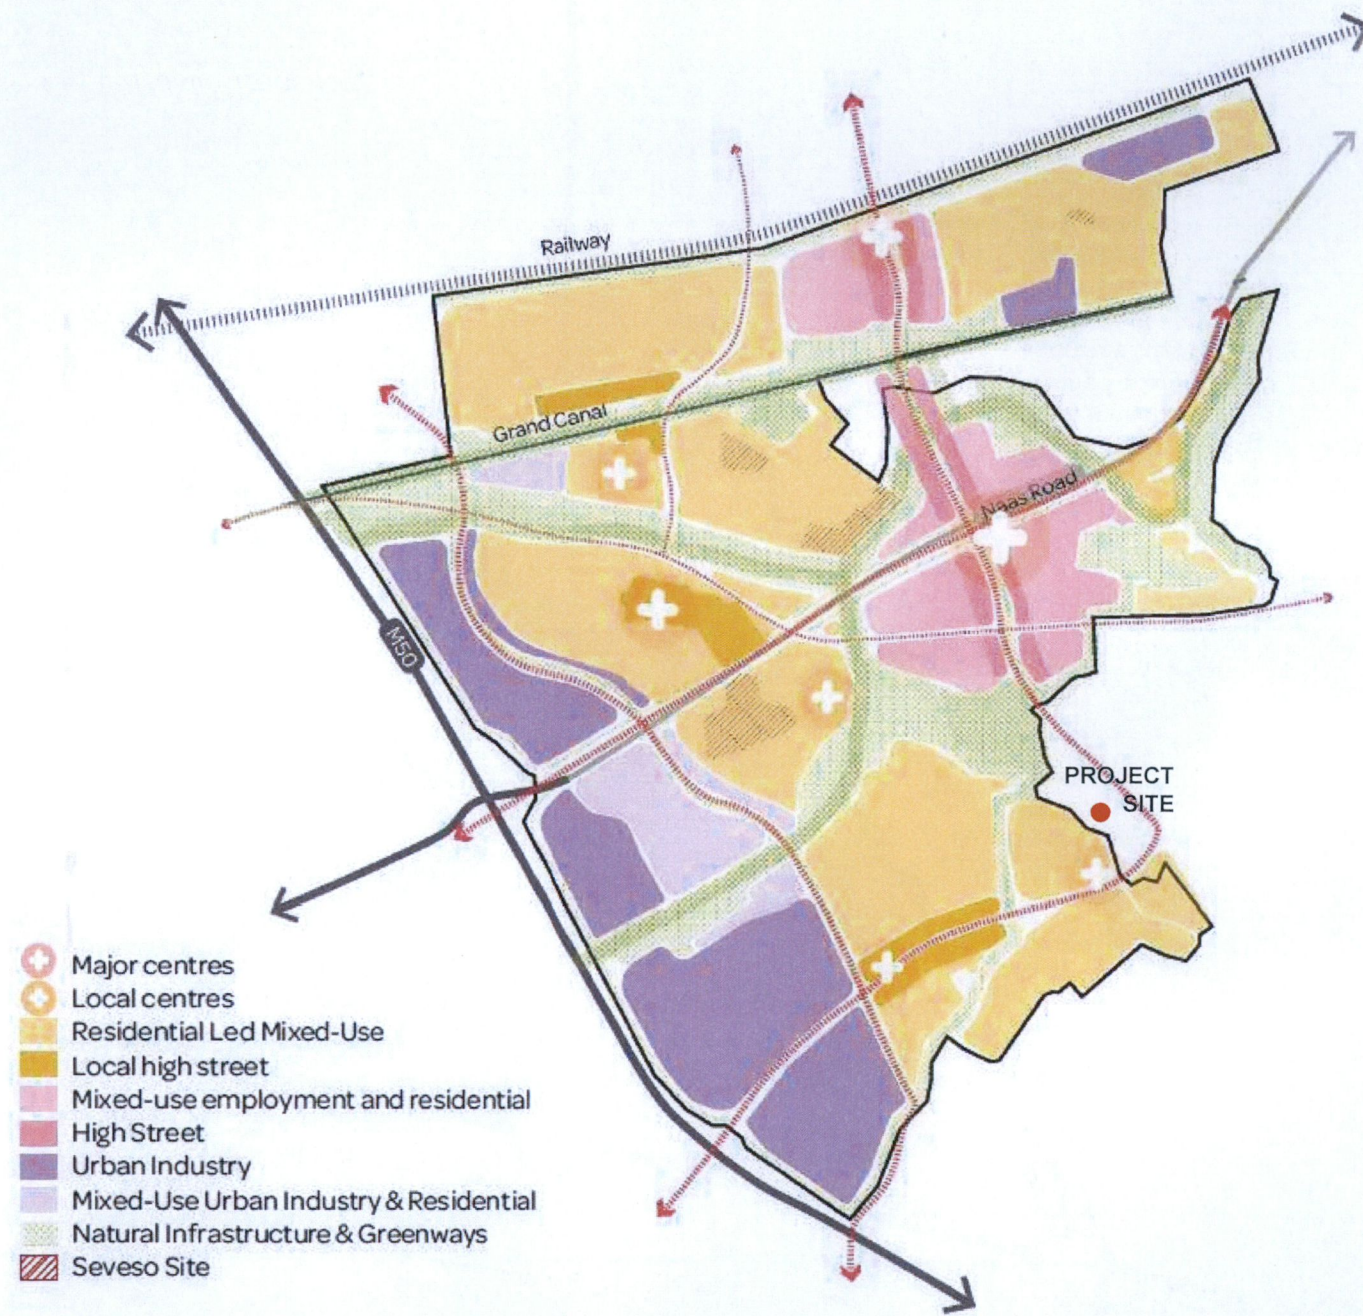 Railway
Grand Canal
Naas Road
M50
PROJECT
SITE
Major centres
Local centres
Residential Led Mixed-Use
Local high street
Mixed-use employment and residential
High Street
Urban Industry
Mixed-Use Urban Industry & Residential
Natural Infrastructure & Greenways
Seveso Site